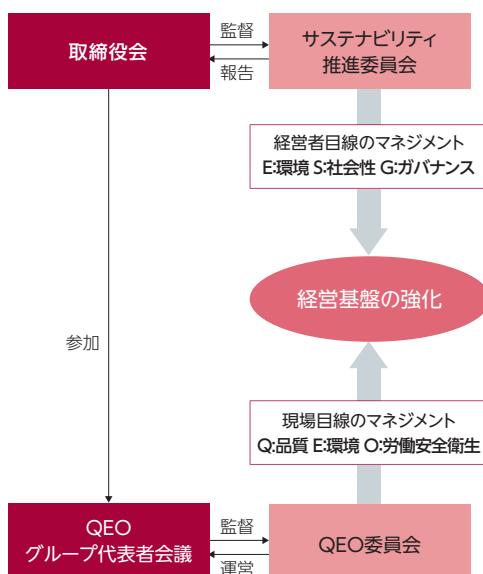 取締役会
監督
報告
サステナビリティ
推進委員会
経営者目線のマネジメント
E:環境 S:社会性 G:ガバナンス
経営基盤の強化
参加
現場目線のマネジメント
Q:品質 E:環境 O:労働安全衛生
QEO
グループ代表者会議
監督
運営
QEO委員会